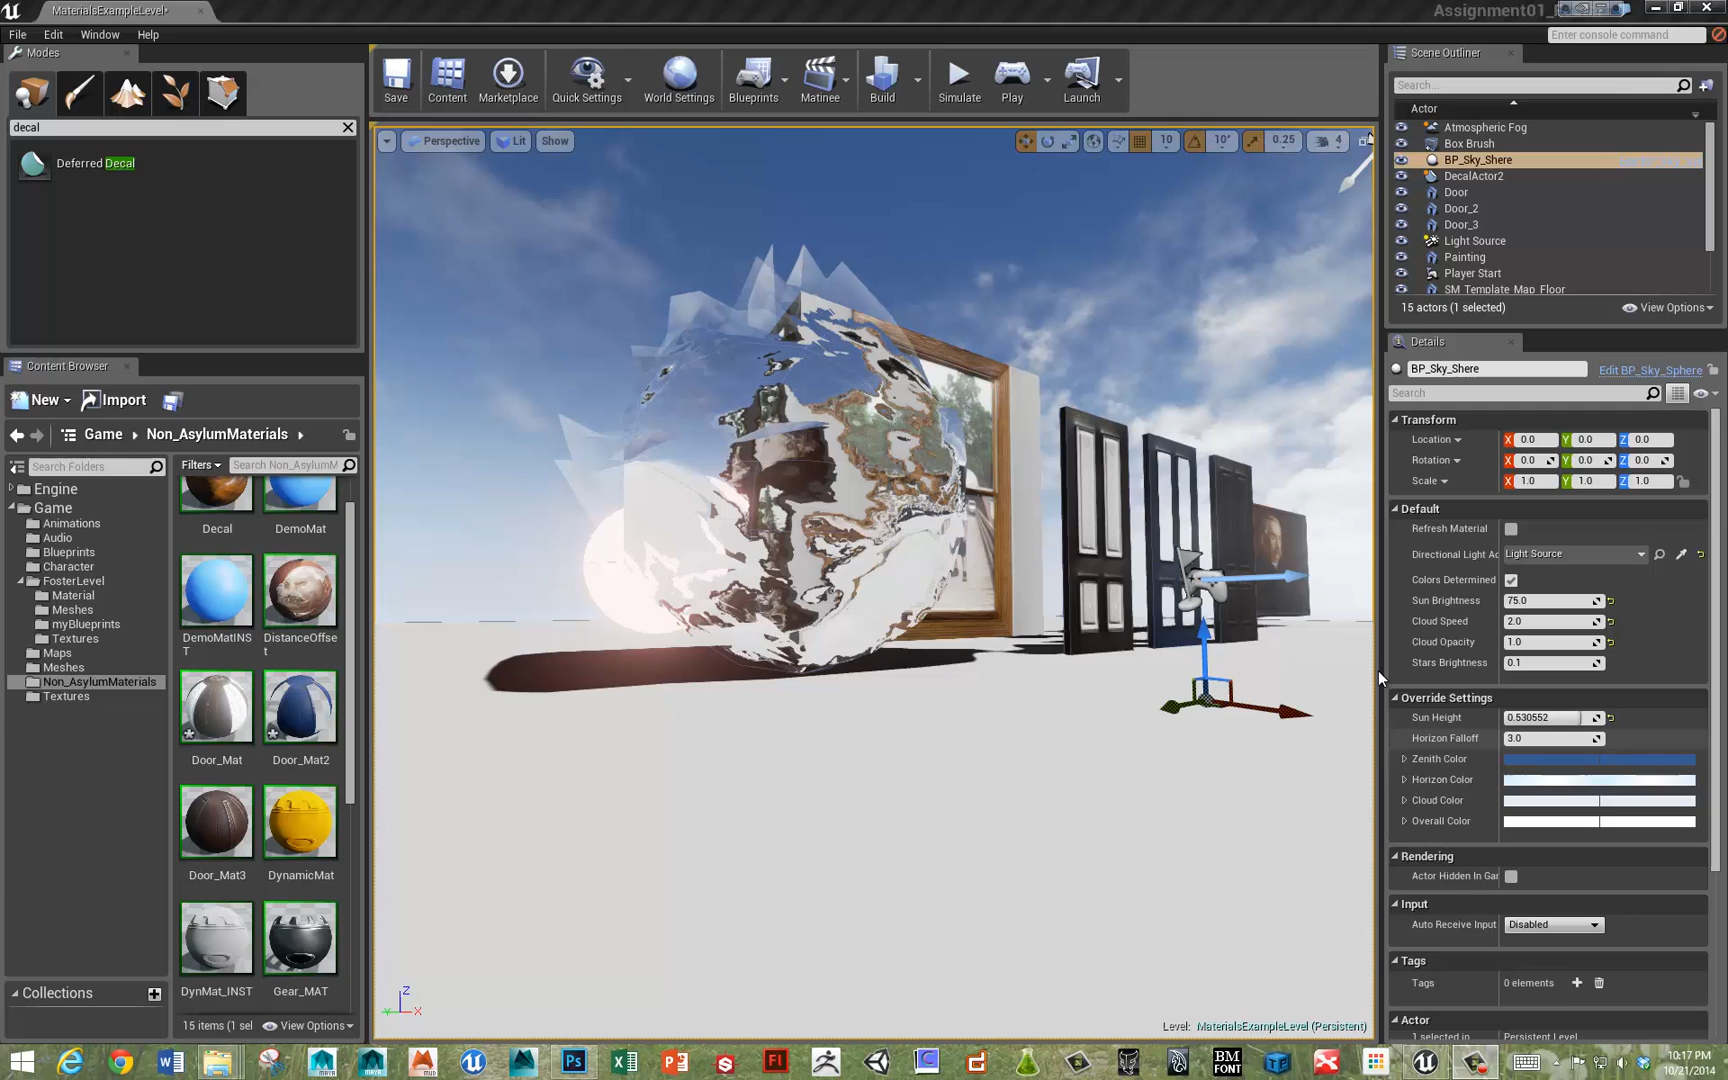 MaterialsExampleLevel*
Assignment01_
File Edit Window Help
Enter console command
Modes
decal
Deferred Decal
Save
Content
Marketplace
Quick Settings
World Settings
Blueprints
Matinee
Build
Simulate
Play
Launch
Perspective
Lit
Show
10
10°
0.25
4
Level: MaterialsExampleLevel (Persistent)
Z
Y
X
Content Browser
New
Import
Game
Non_AsylumMaterials
Search Folders
Filters
Search Non_AsylumM
Engine
Game
Animations
Audio
Blueprints
Character
FosterLevel
Material
Meshes
myBlueprints
Textures
Maps
Meshes
Non_AsylumMaterials
Textures
Collections
Decal
DemoMat
DemoMatINS
T
DistanceOffse
t
Door_Mat
Door_Mat2
Door_Mat3
DynamicMat
DynMat_INST
Gear_MAT
15 items (1 sel
View Options
Scene Outliner
Search...
Actor
Atmospheric Fog
Box Brush
BP_Sky_Shere
DecalActor2
Door
Door_2
Door_3
Light Source
Painting
Player Start
SM_Template_Map_Floor
15 actors (1 selected)
View Options
Details
BP_Sky_Shere
Edit BP_Sky_Sphere
Search
Transform
Location X 0.0 Y 0.0 Z 0.0
Rotation X 0.0 Y 0.0 Z 0.0
Scale X 1.0 Y 1.0 Z 1.0
Default
Refresh Material
Directional Light Ac Light Source
Colors Determined
Sun Brightness 75.0
Cloud Speed 2.0
Cloud Opacity 1.0
Stars Brightness 0.1
Override Settings
Sun Height 0.530552
Horizon Falloff 3.0
Zenith Color
Horizon Color
Cloud Color
Overall Color
Rendering
Actor Hidden In Gar
Input
Auto Receive Input Disabled
Tags
Tags 0 elements
Actor
1 selected in Persistent Level
MAYA
MAYA
MUD
Ps
Fl
BM
FONT
10:17 PM
10/21/2014